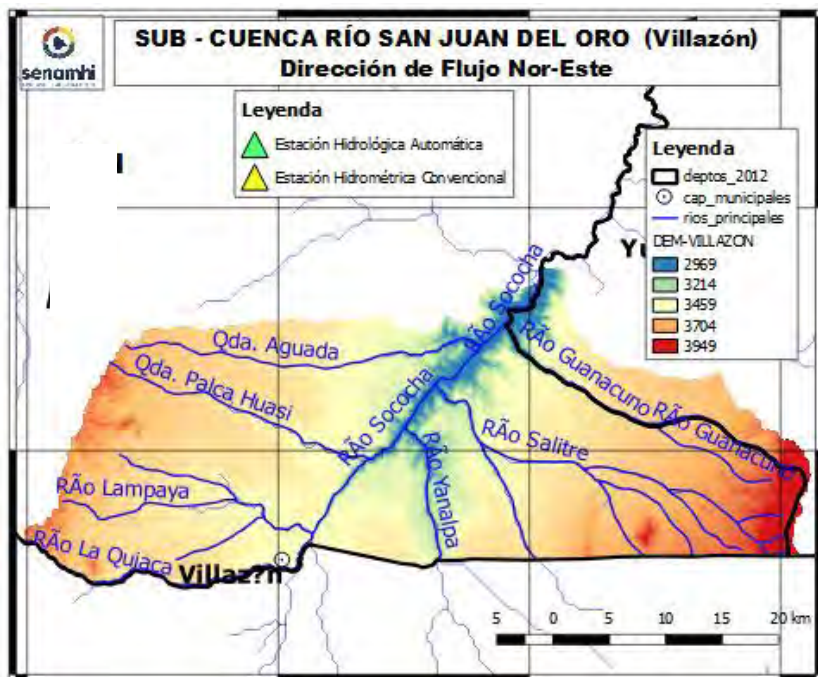 senamhi
SUB - CUENCA RÍO SAN JUAN DEL ORO (Villazón)
Dirección de Flujo Nor-Este
Leyenda
Estación Hidrológica Automática
Estación Hidrométrica Convencional
Leyenda
deptos_2012
cap_municipales
rios_principales
DEM-VILLAZON
2969
3214
3459
3704
3949
RÃo Sococha
Qda. Aguada
RÃo Guanacuno
Qda. Palca Huasi
RÃo Sococha
RÃo Guanacuno
RÃo Salitre
RÃo Yanalpa
RÃo Lampaya
RÃo La Quiaca
Villaz?n
5 0 5 10 15 20 km